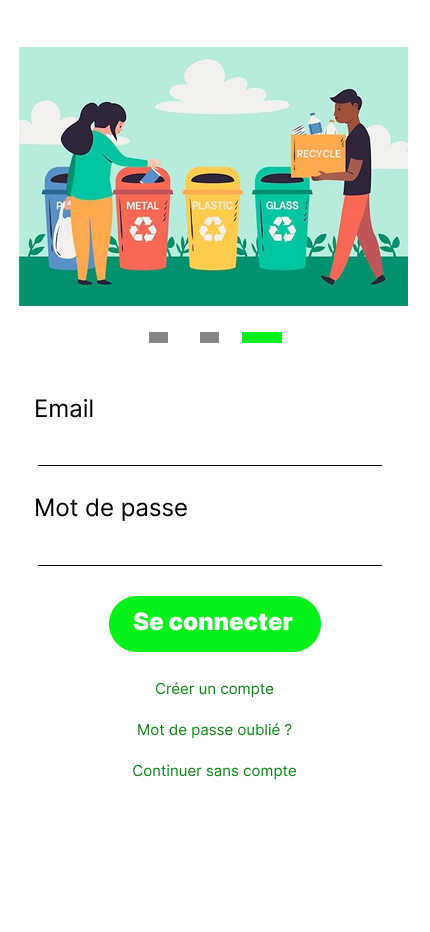 RECYCLE
METAL
PLASTIC
GLASS
Email
Mot de passe
Se connecter
Créer un compte
Mot de passe oublié ?
Continuer sans compte